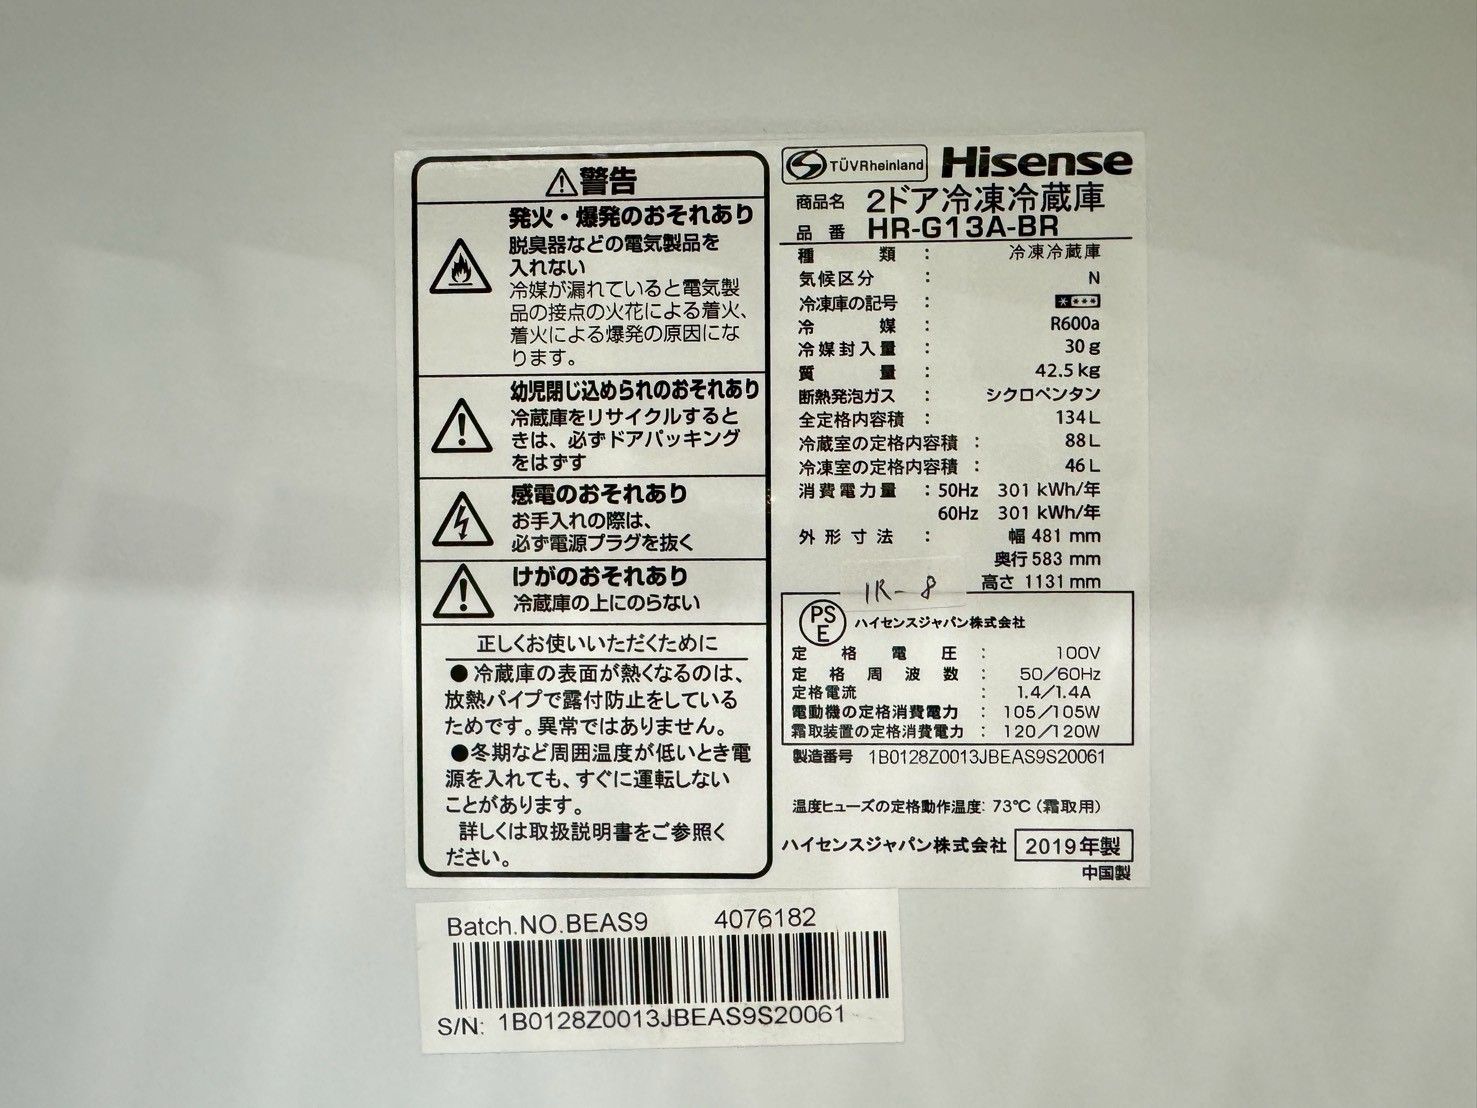 ⚠警告
発火・爆発のおそれあり
脱臭器などの電気製品を
入れない
冷媒が漏れていると電気製
品の接点の火花による着火、
着火による爆発の原因にな
ります。
幼児閉じ込められのおそれあり
冷蔵庫をリサイクルすると
きは、必ずドアパッキング
をはずす
感電のおそれあり
お手入れの際は、
必ず電源プラグを抜く
けがのおそれあり
冷蔵庫の上にのらない
正しくお使いいただくために
●冷蔵庫の表面が熱くなるのは、
放熱パイプで露付防止をしている
ためです。異常ではありません。
●冬期など周囲温度が低いとき電
源を入れても、すぐに運転しない
ことがあります。
詳しくは取扱説明書をご参照く
ださい。
TÜVRheinland Hisense
商品名 2ドア冷凍冷蔵庫
品番 HR-G13A-BR
種類：冷凍冷蔵庫
気候区分：N
冷凍庫の記号：****
冷媒：R600a
冷媒封入量：30g
質量：42.5kg
断熱発泡ガス：シクロペンタン
全定格内容積：134L
冷蔵室の定格内容積：88L
冷凍室の定格内容積：46L
消費電力量：50Hz 301 kWh/年
60Hz 301 kWh/年
外形寸法：幅 481 mm
奥行 583 mm
高さ 1131 mm
1R-8
PSE ハイセンスジャパン株式会社
定格電圧：100V
定格周波数：50/60Hz
定格電流：1.4/1.4A
電動機の定格消費電力：105/105W
霜取装置の定格消費電力：120/120W
製造番号 1B0128Z0013JBEAS9S20061
温度ヒューズの定格動作温度: 73℃（霜取用）
ハイセンスジャパン株式会社 2019年製
中国製
Batch.NO.BEAS9 4076182
S/N: 1B0128Z0013JBEAS9S20061